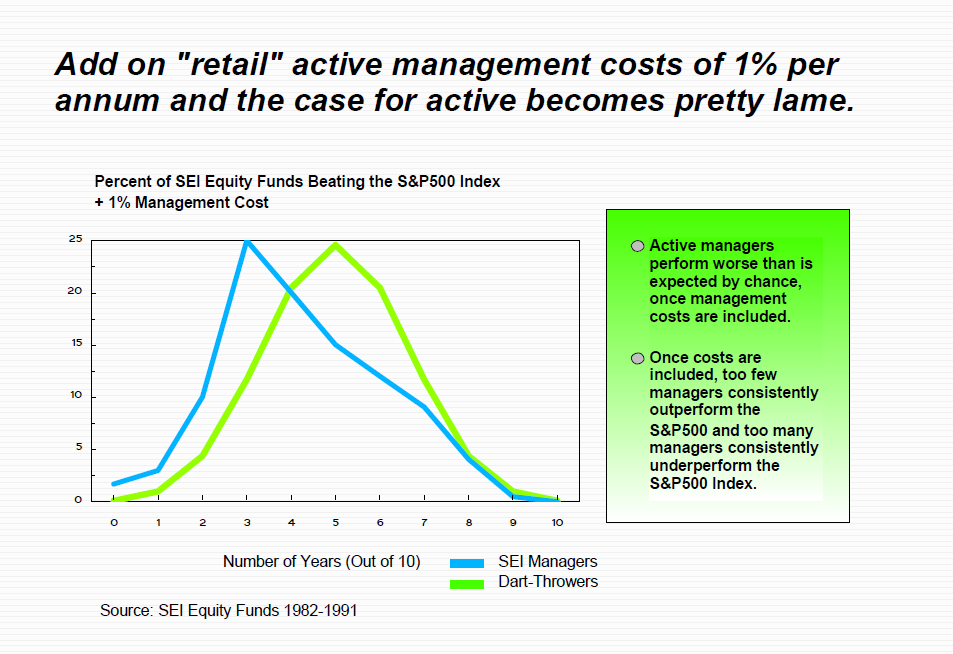 Add on "retail" active management costs of 1% per
annum and the case for active becomes pretty lame.
Percent of SEI Equity Funds Beating the S&P500 Index
+ 1% Management Cost
25
20
15
10
5
0
0 1 2 3 4 5 6 7 8 9 10
Number of Years (Out of 10)
SEI Managers
Dart-Throwers
Source: SEI Equity Funds 1982-1991
Active managers
perform worse than is
expected by chance,
once management
costs are included.
Once costs are
included, too few
managers consistently
outperform the
S&P500 and too many
managers consistently
underperform the
S&P500 Index.